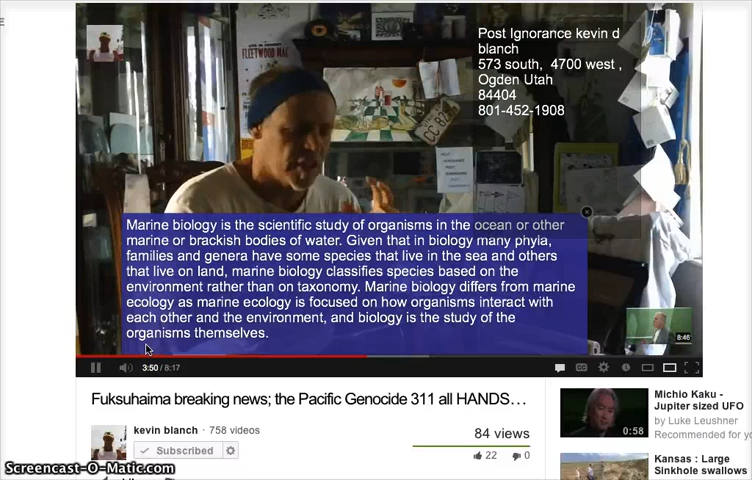 Post Ignorance kevin d
blanch
573 south, 4700 west ,
Ogden Utah
84404
801-452-1908
FLEETWOOD MAC
CC 82
Marine biology is the scientific study of organisms in the ocean or other
marine or brackish bodies of water. Given that in biology many phyla,
families and genera have some species that live in the sea and others
that live on land, marine biology classifies species based on the
environment rather than on taxonomy. Marine biology differs from marine
ecology as marine ecology is focused on how organisms interact with
each other and the environment, and biology is the study of the
organisms themselves.
8:46
3:50 / 8:17
CC
Fuksuhaima breaking news; the Pacific Genocide 311 all HANDS…
kevin blanch · 758 videos
Subscribed
84 views
22 0
Michio Kaku -
Jupiter sized UFO
by Luke Leushner
Recommended for yo
0:58
Kansas : Large
Sinkhole swallows
Screencast-O-Matic.com